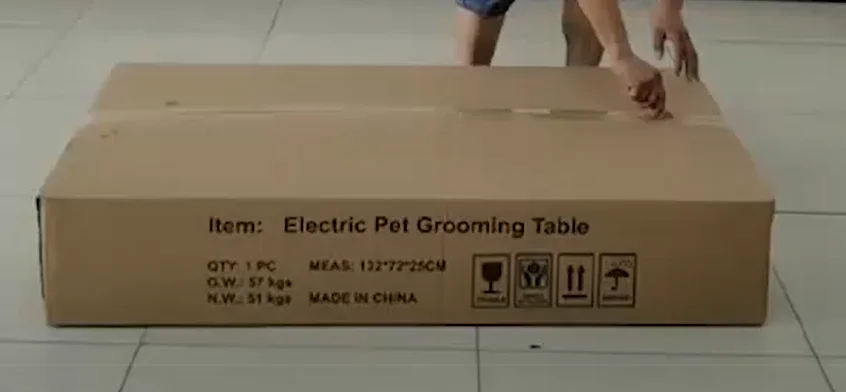 Item: Electric Pet Grooming Table
QTY: 1 PC MEAS: 132*72*25CM
G.W.: 57 kgs
N.W.: 51 kgs MADE IN CHINA
FRAGILE